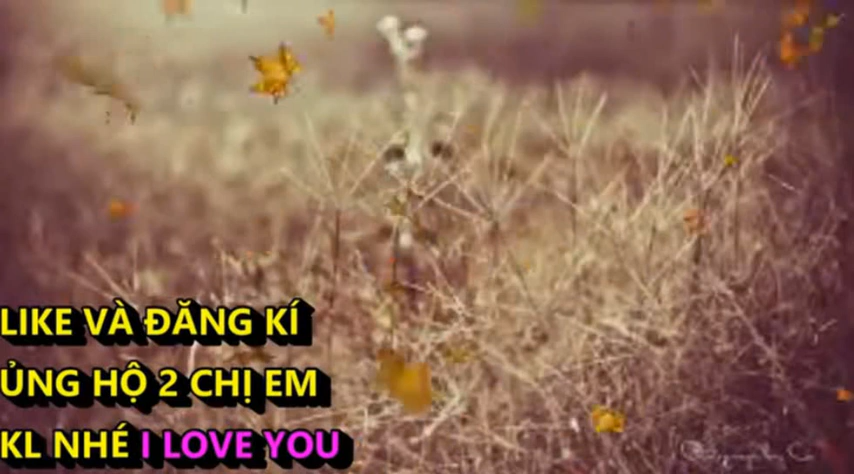 LIKE VÀ ĐĂNG KÍ
ỦNG HỘ 2 CHỊ EM
KL NHÉ I LOVE YOU